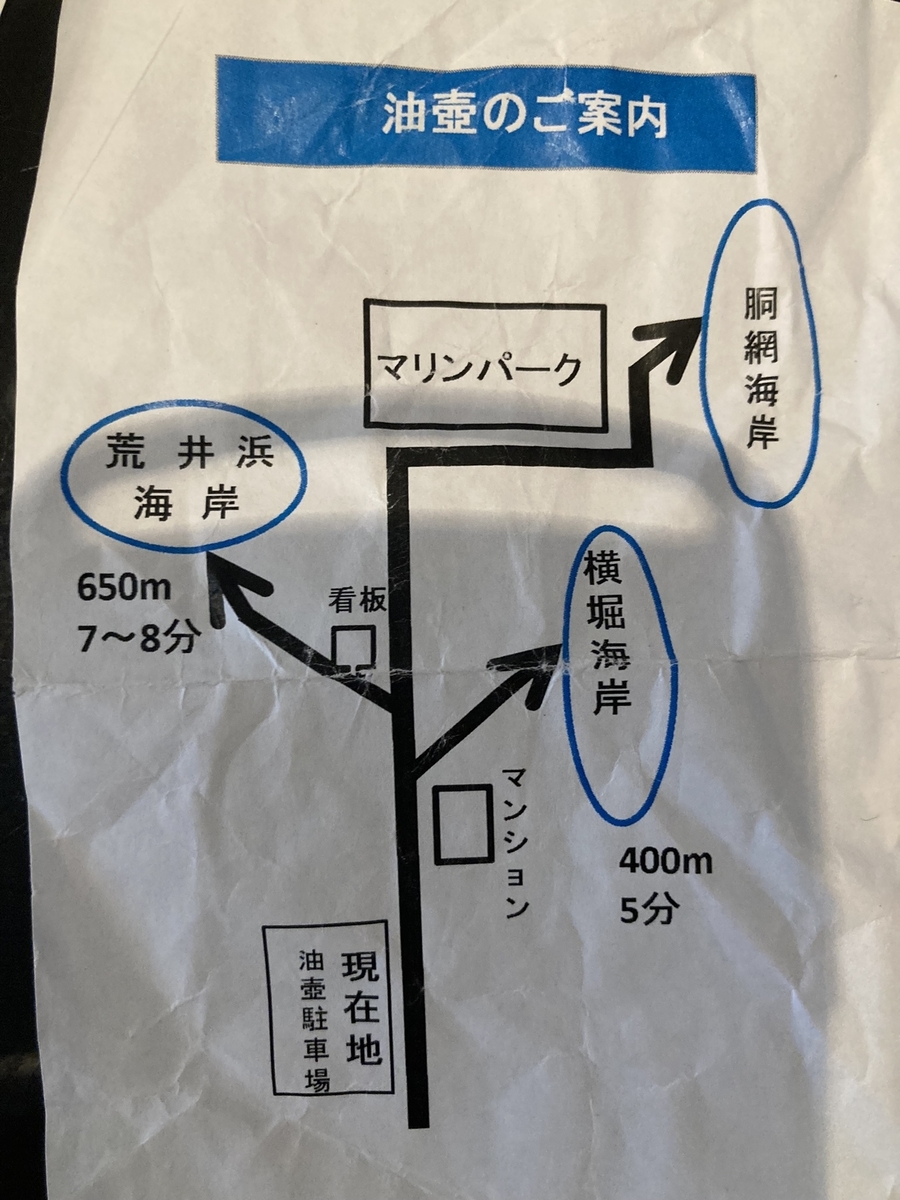 油壺のご案内
マリンパーク
胴網海岸
荒井浜
海岸
650m
7～8分
看板
横堀海岸
マンション
400m
5分
現在地
油壺駐車場